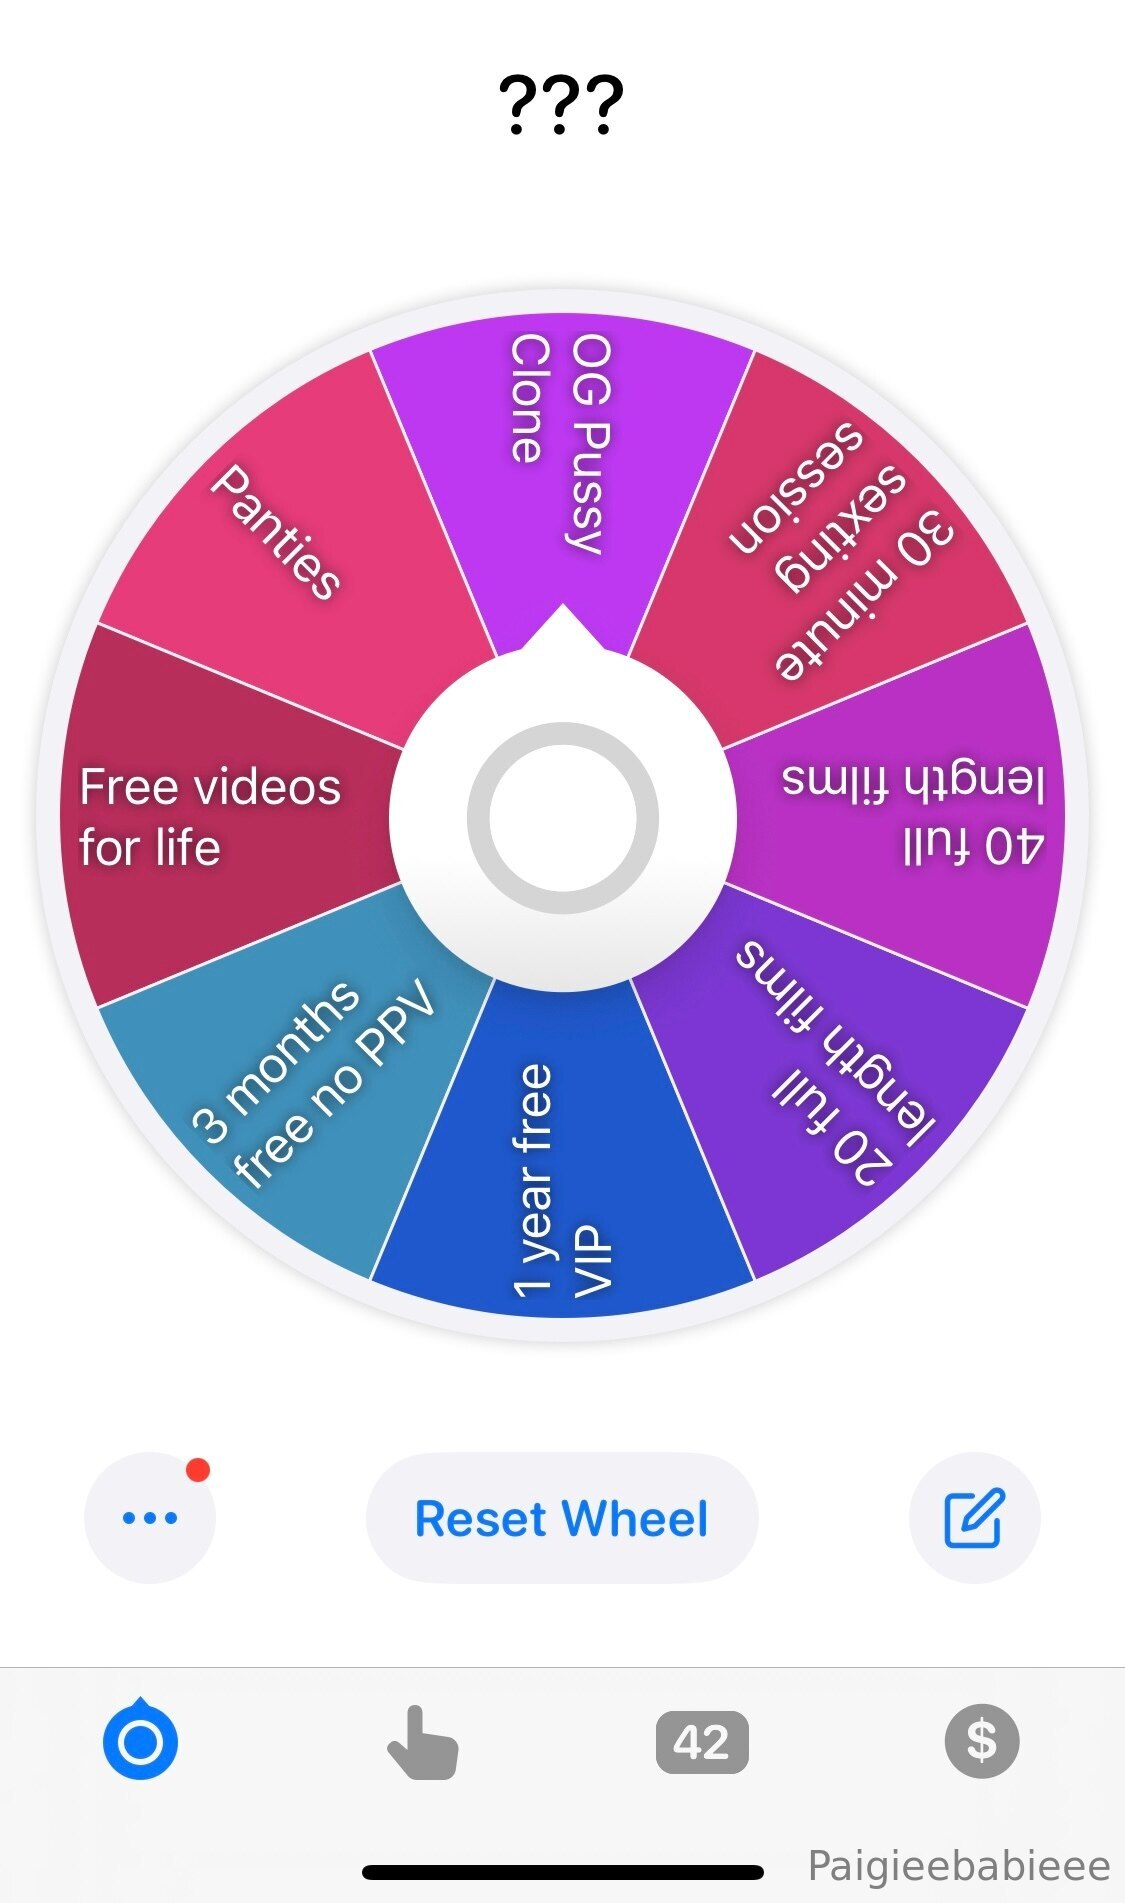 ???
OG Pussy
Clone
30 minute
sexting
session
40 full
length films
20 full
length films
1 year free
VIP
3 months
free no PPV
Free videos
for life
Panties
Reset Wheel
42
$
Paigieebabieee